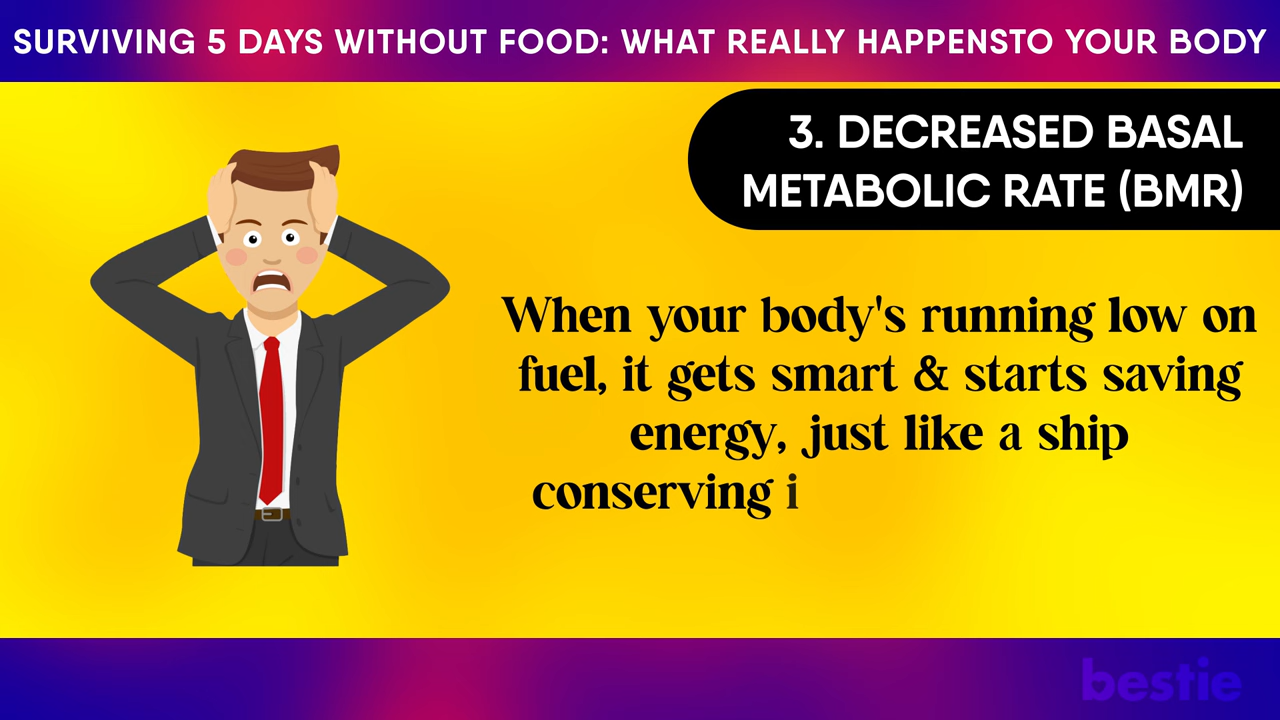 SURVIVING 5 DAYS WITHOUT FOOD: WHAT REALLY HAPPENSTO YOUR BODY
3. DECREASED BASAL
METABOLIC RATE (BMR)
When your body's running low on
fuel, it gets smart & starts saving
energy, just like a ship
conserving i
bestie